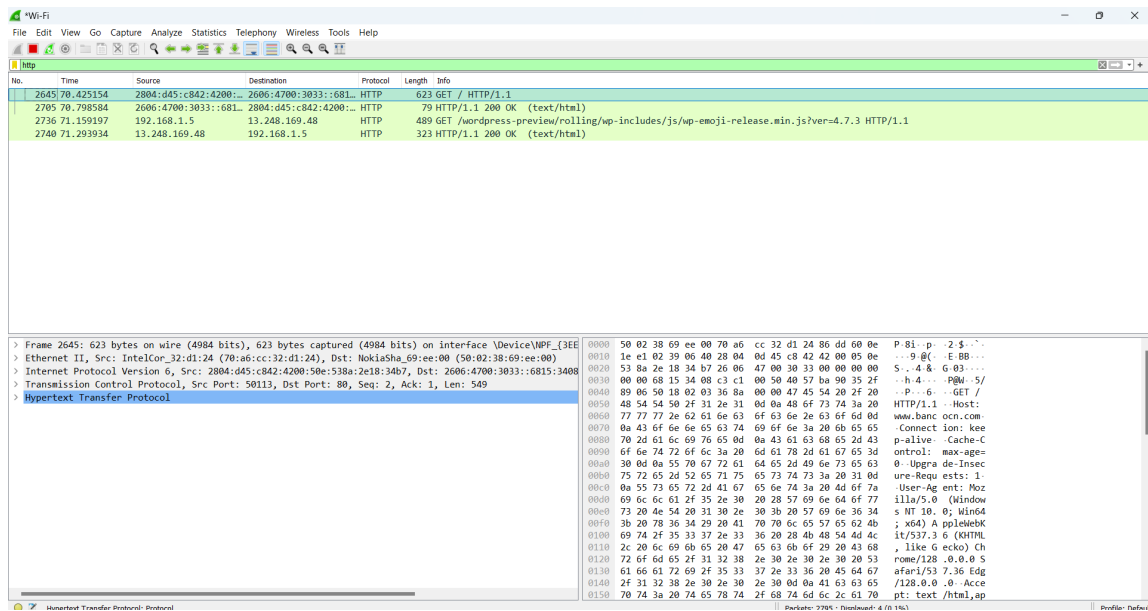 *Wi-Fi
File Edit View Go Capture Analyze Statistics Telephony Wireless Tools Help
http
No. Time Source Destination Protocol Length Info
2645 70.425154 2804:d45:c842:4200:… 2606:4700:3033::681… HTTP 623 GET / HTTP/1.1
2705 70.798584 2606:4700:3033::681… 2804:d45:c842:4200:… HTTP 79 HTTP/1.1 200 OK (text/html)
2736 71.159197 192.168.1.5 13.248.169.48 HTTP 489 GET /wordpress-preview/rolling/wp-includes/js/wp-emoji-release.min.js?ver=4.7.3 HTTP/1.1
2740 71.293934 13.248.169.48 192.168.1.5 HTTP 323 HTTP/1.1 200 OK (text/html)
> Frame 2645: 623 bytes on wire (4984 bits), 623 bytes captured (4984 bits) on interface \Device\NPF_{3EE
> Ethernet II, Src: IntelCor_32:d1:24 (70:a6:cc:32:d1:24), Dst: NokiaSha_69:ee:00 (50:02:38:69:ee:00)
> Internet Protocol Version 6, Src: 2804:d45:c842:4200:50e:538a:2e18:34b7, Dst: 2606:4700:3033::6815:3408
> Transmission Control Protocol, Src Port: 50113, Dst Port: 80, Seq: 2, Ack: 1, Len: 549
> Hypertext Transfer Protocol
0000 50 02 38 69 ee 00 70 a6 cc 32 d1 24 86 dd 60 0e P·8i··p· ·2·$··`·
0010 1e e1 02 39 06 40 28 04 0d 45 c8 42 42 00 05 0e ···9·@(· ·E·BB···
0020 53 8a 2e 18 34 b7 26 06 47 00 30 33 00 00 00 00 S·.·4·&· G·03····
0030 00 00 68 15 34 08 c3 c1 00 50 40 57 ba 90 35 2f ··h·4··· ·P@W··5/
0040 89 06 50 18 02 03 36 8a 00 00 47 45 54 20 2f 20 ··P···6· ··GET /
0050 48 54 54 50 2f 31 2e 31 0d 0a 48 6f 73 74 3a 20 HTTP/1.1 ··Host:
0060 77 77 77 2e 62 61 6e 63 6f 63 6e 2e 63 6f 6d 0d www.banc ocn.com·
0070 0a 43 6f 6e 6e 65 63 74 69 6f 6e 3a 20 6b 65 65 ·Connect ion: kee
0080 70 2d 61 6c 69 76 65 0d 0a 43 61 63 68 65 2d 43 p-alive· ·Cache-C
0090 6f 6e 74 72 6f 6c 3a 20 6d 61 78 2d 61 67 65 3d ontrol: max-age=
00a0 30 0d 0a 55 70 67 72 61 64 65 2d 49 6e 73 65 63 0··Upgra de-Insec
00b0 75 72 65 2d 52 65 71 75 65 73 74 73 3a 20 31 0d ure-Requ ests: 1·
00c0 0a 55 73 65 72 2d 41 67 65 6e 74 3a 20 4d 6f 7a ·User-Ag ent: Moz
00d0 69 6c 6c 61 2f 35 2e 30 20 28 57 69 6e 64 6f 77 illa/5.0 (Window
00e0 73 20 4e 54 20 31 30 2e 30 3b 20 57 69 6e 36 34 s NT 10. 0; Win64
00f0 3b 20 78 36 34 29 20 41 70 70 6c 65 57 65 62 4b ; x64) A ppleWebK
0100 69 74 2f 35 33 37 2e 33 36 20 28 4b 48 54 4d 4c it/537.3 6 (KHTML
0110 2c 20 6c 69 6b 65 20 47 65 63 6b 6f 29 20 43 68 , like G ecko) Ch
0120 72 6f 6d 65 2f 31 32 38 2e 30 2e 30 2e 30 20 53 rome/128 .0.0.0 S
0130 61 66 61 72 69 2f 35 33 37 2e 33 36 20 45 64 67 afari/53 7.36 Edg
0140 2f 31 32 38 2e 30 2e 30 2e 30 0d 0a 41 63 63 65 /128.0.0 .0··Acce
0150 70 74 3a 20 74 65 78 74 2f 68 74 6d 6c 2c 61 70 pt: text /html,ap
Hypertext Transfer Protocol: Protocol Packets: 2795 · Displayed: 4 (0.1%)